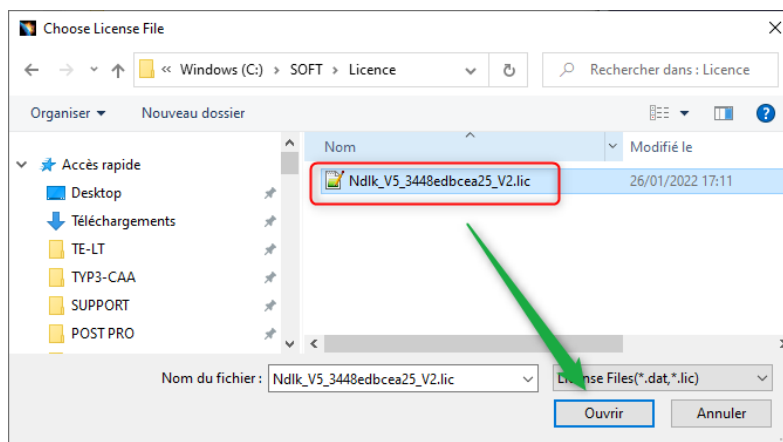 Choose License File
« Windows (C:) > SOFT > Licence
Rechercher dans : Licence
Organiser
Nouveau dossier
Nom
Modifié le
Accès rapide
Desktop
Téléchargements
TE-LT
TYP3-CAA
SUPPORT
POST PRO
Ndlk_V5_3448edbcea25_V2.lic
26/01/2022 17:11
Nom du fichier :
Ndlk_V5_3448edbcea25_V2.lic
License Files(*.dat,*.lic)
Ouvrir
Annuler